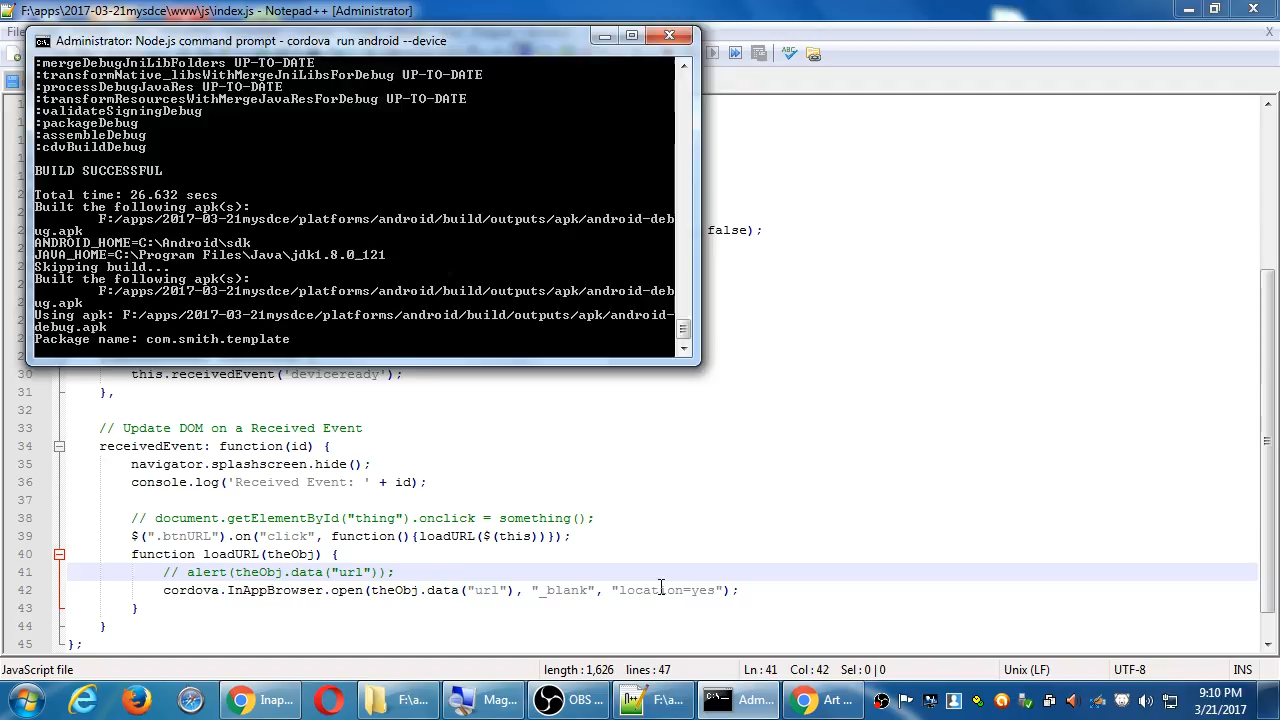 F:\apps\2017-03-21mysdce\www\js\index.js - Notepad++ [Administrator]
File
X
Administrator: Node.js command prompt - cordova  run android --device
:mergeDebugJniLibFolders UP-TO-DATE
:transformNative_libsWithMergeJniLibsForDebug UP-TO-DATE
:processDebugJavaRes UP-TO-DATE
:transformResourcesWithMergeJavaResForDebug UP-TO-DATE
:validateSigningDebug
:packageDebug
:assembleDebug
:cdvBuildDebug
BUILD SUCCESSFUL
Total time: 26.632 secs
Built the following apk(s):
F:/apps/2017-03-21mysdce/platforms/android/build/outputs/apk/android-deb
ug.apk
ANDROID_HOME=C:\Android\sdk
JAVA_HOME=C:\Program Files\Java\jdk1.8.0_121
Skipping build...
Built the following apk(s):
F:/apps/2017-03-21mysdce/platforms/android/build/outputs/apk/android-deb
ug.apk
Using apk: F:/apps/2017-03-21mysdce/platforms/android/build/outputs/apk/android-
debug.apk
Package name: com.smith.template
false);
30 this.receivedEvent('deviceready');
31 },
32
33 // Update DOM on a Received Event
34 receivedEvent: function(id) {
35 navigator.splashscreen.hide();
36 console.log('Received Event: ' + id);
37
38 // document.getElementById("thing").onclick = something();
39 $(".btnURL").on("click", function(){loadURL($(this))});
40 function loadURL(theObj) {
41 // alert(theObj.data("url"));
42 cordova.InAppBrowser.open(theObj.data("url"), "_blank", "location=yes");
43 }
44 }
45 };
JavaScript file length : 1,626 lines : 47 Ln : 41 Col : 42 Sel : 0 | 0 Unix (LF) UTF-8 INS
Inap... F:\a... Mag... OBS ... F:\a... Adm... Art ...
9:10 PM
3/21/2017